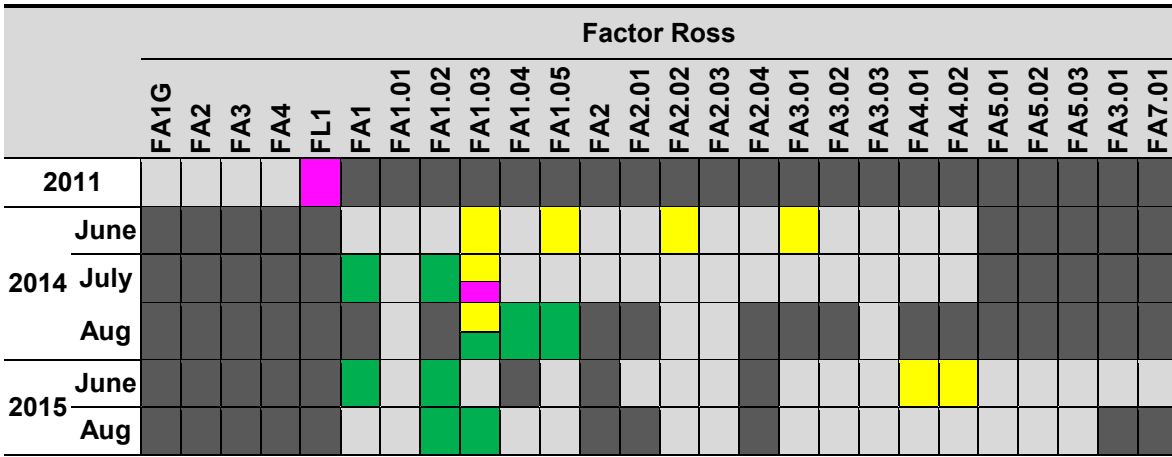 Factor Ross
FA1G FA2 FA3 FA4 FL1 FA1 FA1.01 FA1.02 FA1.03 FA1.04 FA1.05 FA2 FA2.01 FA2.02 FA2.03 FA2.04 FA3.01 FA3.02 FA3.03 FA4.01 FA4.02 FA5.01 FA5.02 FA5.03 FA3.01 FA7.01
2011
June
2014 July
Aug
June
2015
Aug